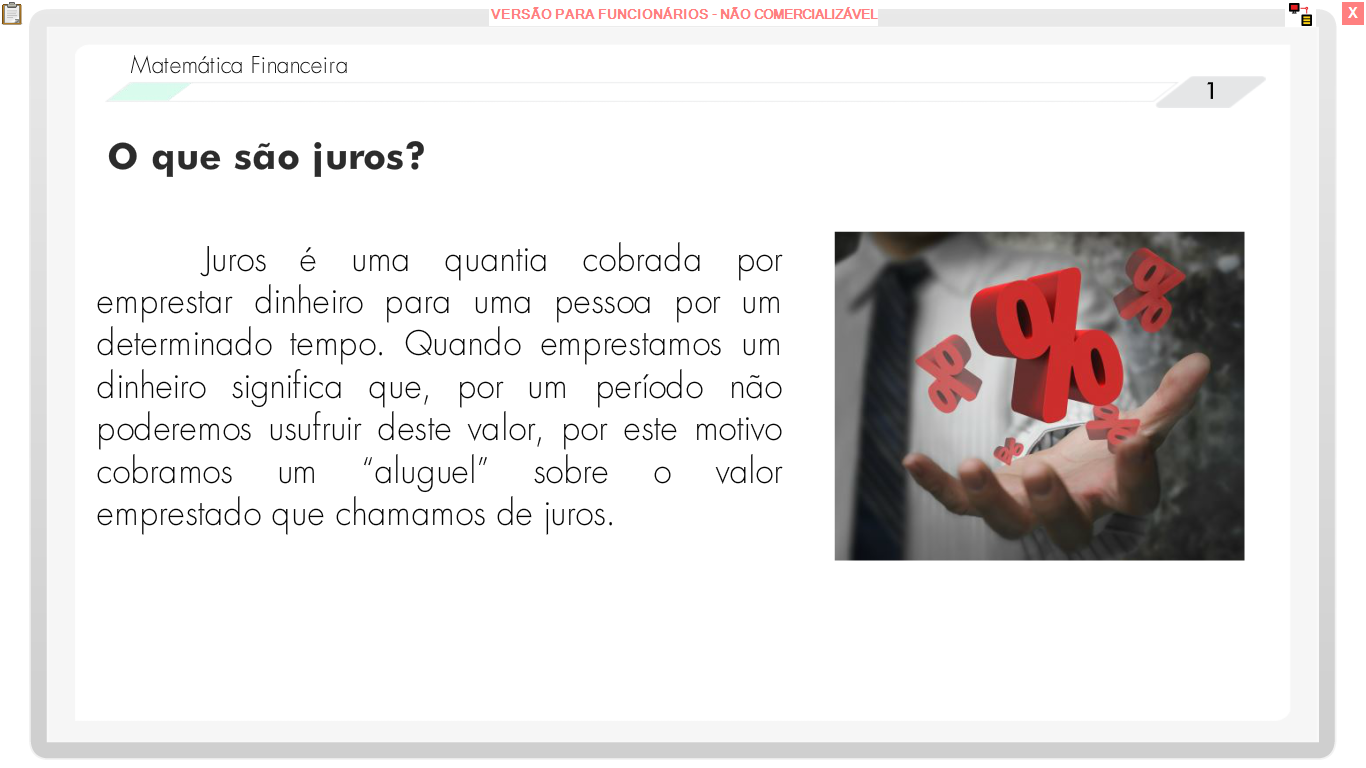 VERSÃO PARA FUNCIONÁRIOS - NÃO COMERCIALIZÁVEL
X
Matemática Financeira
1
O que são juros?
Juros é uma quantia cobrada por
emprestar dinheiro para uma pessoa por um
determinado tempo. Quando emprestamos um
dinheiro significa que, por um período não
poderemos usufruir deste valor, por este motivo
cobramos um “aluguel” sobre o valor
emprestado que chamamos de juros.
%
%
%
%
%